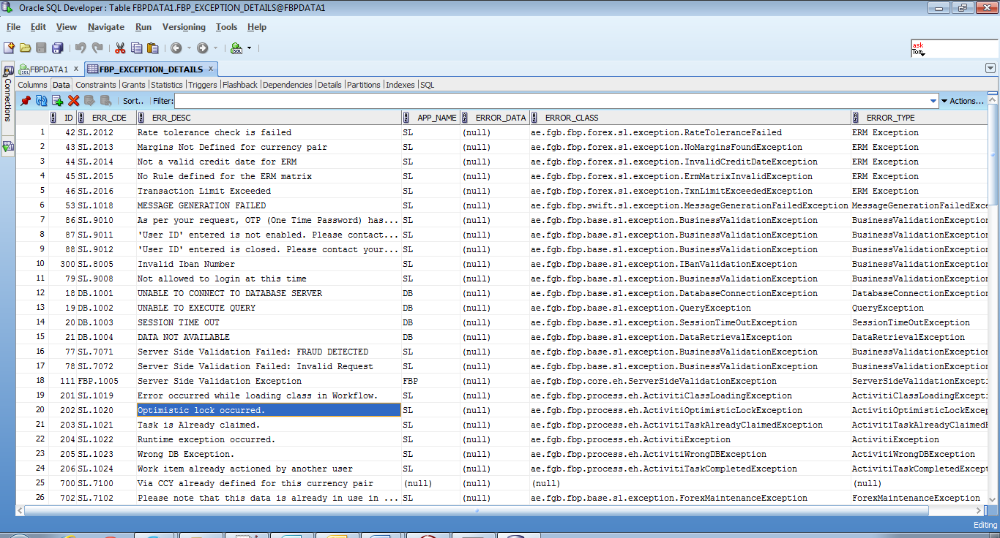 Oracle SQL Developer : Table FBPDATA1.FBP_EXCEPTION_DETAILS@FBPDATA1
File Edit View Navigate Run Versioning Tools Help
ask
Tom
FBPDATA1 x FBP_EXCEPTION_DETAILS x
Connections
Columns Data Constraints Grants Statistics Triggers Flashback Dependencies Details Partitions Indexes SQL
Sort.. Filter: Actions...
ID ERR_CDE ERR_DESC APP_NAME ERROR_DATA ERROR_CLASS ERROR_TYPE
1 42 SL.2012 Rate tolerance check is failed SL (null) ae.fgb.fbp.forex.sl.exception.RateToleranceFailed ERM Exception
2 43 SL.2013 Margins Not Defined for currency pair SL (null) ae.fgb.fbp.forex.sl.exception.NoMarginsFoundException ERM Exception
3 44 SL.2014 Not a valid credit date for ERM SL (null) ae.fgb.fbp.forex.sl.exception.InvalidCreditDateException ERM Exception
4 45 SL.2015 No Rule defined for the ERM matrix SL (null) ae.fgb.fbp.forex.sl.exception.ErmMatrixInvalidException ERM Exception
5 46 SL.2016 Transaction Limit Exceeded SL (null) ae.fgb.fbp.forex.sl.exception.TxnLimitExceededException ERM Exception
6 53 SL.1018 MESSAGE GENERATION FAILED SL (null) ae.fgb.fbp.swift.sl.exception.MessageGenerationFailedException MessageGenerationFailedExce
7 86 SL.9010 As per your request, OTP (One Time Password) has... SL (null) ae.fgb.fbp.base.sl.exception.BusinessValidationException BusinessValidationException
8 87 SL.9011 'User ID' entered is not enabled. Please contact... SL (null) ae.fgb.fbp.base.sl.exception.BusinessValidationException BusinessValidationException
9 88 SL.9012 'User ID' entered is closed. Please contact your... SL (null) ae.fgb.fbp.base.sl.exception.BusinessValidationException BusinessValidationException
10 300 SL.8005 Invalid Iban Number SL (null) ae.fgb.fbp.base.sl.exception.IBanValidationException BusinessValidationException
11 79 SL.9008 Not allowed to login at this time SL (null) ae.fgb.fbp.base.sl.exception.BusinessValidationException BusinessValidationException
12 18 DB.1001 UNABLE TO CONNECT TO DATABASE SERVER DB (null) ae.fgb.fbp.base.sl.exception.DatabaseConnectionException DatabaseConnectionException
13 19 DB.1002 UNABLE TO EXECUTE QUERY DB (null) ae.fgb.fbp.base.sl.exception.QueryException QueryException
14 20 DB.1003 SESSION TIME OUT DB (null) ae.fgb.fbp.base.sl.exception.SessionTimeOutException SessionTimeOutException
15 21 DB.1004 DATA NOT AVAILABLE DB (null) ae.fgb.fbp.base.sl.exception.DataRetrievalException DataRetrievalException
16 77 SL.7071 Server Side Validation Failed: FRAUD DETECTED SL (null) ae.fgb.fbp.base.sl.exception.BusinessValidationException BusinessValidationException
17 78 SL.7072 Server Side Validation Failed: Invalid Request SL (null) ae.fgb.fbp.base.sl.exception.BusinessValidationException BusinessValidationException
18 111 FBP.1005 Server Side Validation Exception FBP (null) ae.fgb.fbp.core.eh.ServerSideValidationException ServerSideValidationException
19 201 SL.1019 Error occurred while loading class in Workflow. SL (null) ae.fgb.fbp.process.eh.ActivitiClassLoadingException ActivitiClassLoadingException
20 202 SL.1020 Optimistic lock occurred. SL (null) ae.fgb.fbp.process.eh.ActivitiOptimisticLockException ActivitiOptimisticLockExcept
21 203 SL.1021 Task is Already claimed. SL (null) ae.fgb.fbp.process.eh.ActivitiTaskAlreadyClaimedException ActivitiTaskAlreadyClaimedE
22 204 SL.1022 Runtime exception occurred. SL (null) ae.fgb.fbp.process.eh.ActivitiException ActivitiException
23 205 SL.1023 Wrong DB Exception. SL (null) ae.fgb.fbp.process.eh.ActivitiWrongDBException ActivitiWrongDBException
24 206 SL.1024 Work item already actioned by another user SL (null) ae.fgb.fbp.process.eh.ActivitiTaskCompletedException ActivitiTaskCompletedExcept
25 700 SL.7100 Via CCY already defined for this currency pair (null) (null) (null) (null)
26 702 SL.7102 Please note that this data is already in use in ... SL (null) ae.fgb.fbp.base.sl.exception.ForexMaintenanceException ForexMaintenanceException
Editing